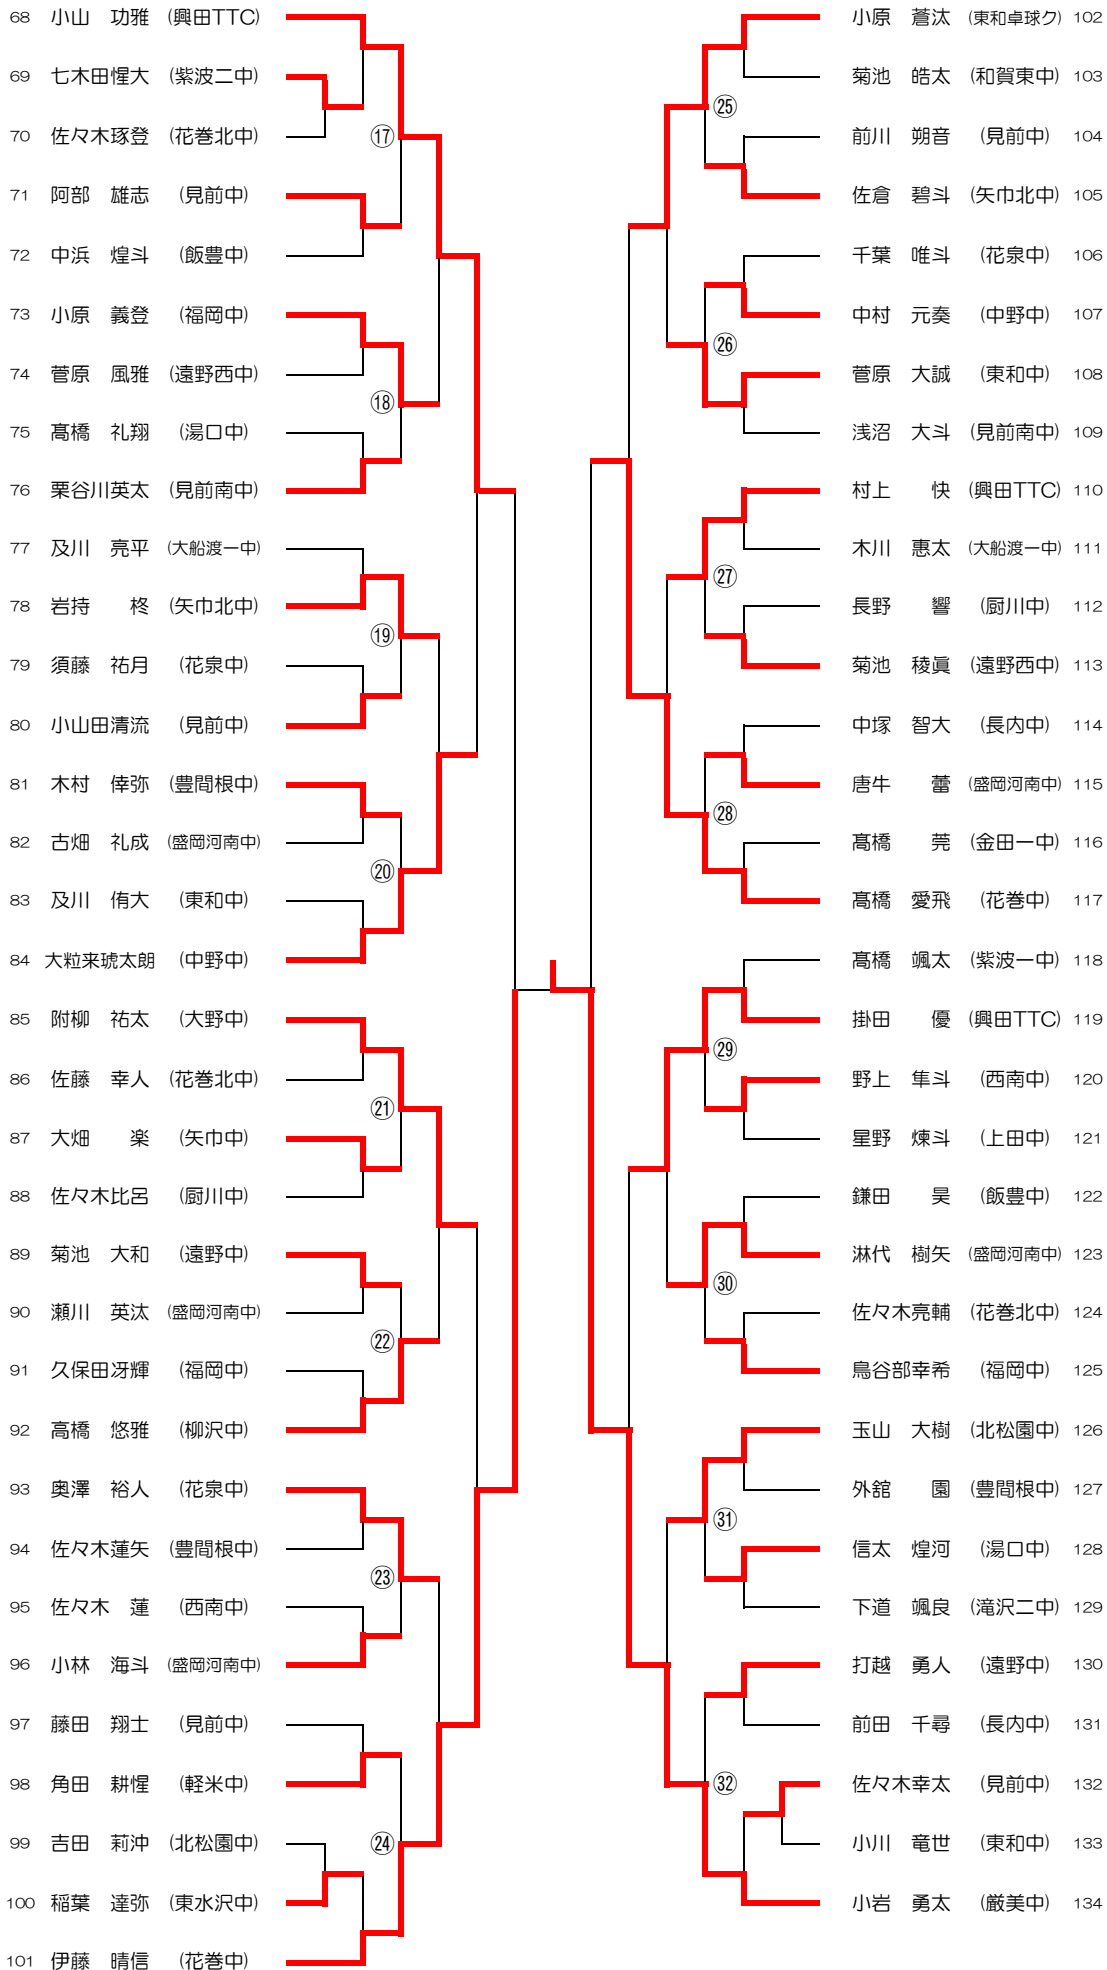 68 小山 功雅 (興田TTC)
69 七木田惺大 (紫波二中)
70 佐々木琢登 (花巻北中)
⑰
71 阿部 雄志 (見前中)
72 中浜 煌斗 (飯豊中)
73 小原 義登 (福岡中)
74 菅原 風雅 (遠野西中)
⑱
75 髙橋 礼翔 (湯口中)
76 栗谷川英太 (見前南中)
77 及川 亮平 (大船渡一中)
78 岩持 柊 (矢巾北中)
⑲
79 須藤 祐月 (花泉中)
80 小山田清流 (見前中)
81 木村 倖弥 (豊間根中)
82 古畑 礼成 (盛岡河南中)
⑳
83 及川 侑大 (東和中)
84 大粒来琥太朗 (中野中)
85 附柳 祐太 (大野中)
86 佐藤 幸人 (花巻北中)
㉑
87 大畑 楽 (矢巾中)
88 佐々木比呂 (厨川中)
89 菊池 大和 (遠野中)
90 瀬川 英汰 (盛岡河南中)
㉒
91 久保田冴輝 (福岡中)
92 高橋 悠雅 (柳沢中)
93 奥澤 裕人 (花泉中)
94 佐々木蓮矢 (豊間根中)
㉓
95 佐々木 蓮 (西南中)
96 小林 海斗 (盛岡河南中)
97 藤田 翔士 (見前中)
98 角田 耕惺 (軽米中)
99 吉田 莉沖 (北松園中)
㉔
100 稲葉 達弥 (東水沢中)
101 伊藤 晴信 (花巻中)
小原 蒼汰 (東和卓球ク) 102
菊池 皓太 (和賀東中) 103
㉕
前川 朔音 (見前中) 104
佐倉 碧斗 (矢巾北中) 105
千葉 唯斗 (花泉中) 106
中村 元奏 (中野中) 107
㉖
菅原 大誠 (東和中) 108
浅沼 大斗 (見前南中) 109
村上 快 (興田TTC) 110
木川 惠太 (大船渡一中) 111
㉗
長野 響 (厨川中) 112
菊池 稜眞 (遠野西中) 113
中塚 智大 (長内中) 114
唐牛 蕾 (盛岡河南中) 115
㉘
髙橋 莞 (金田一中) 116
髙橋 愛飛 (花巻中) 117
髙橋 颯太 (紫波一中) 118
掛田 優 (興田TTC) 119
㉙
野上 隼斗 (西南中) 120
星野 煉斗 (上田中) 121
鎌田 昊 (飯豊中) 122
淋代 樹矢 (盛岡河南中) 123
㉚
佐々木亮輔 (花巻北中) 124
鳥谷部幸希 (福岡中) 125
玉山 大樹 (北松園中) 126
外舘 園 (豊間根中) 127
㉛
信太 煌河 (湯口中) 128
下道 颯良 (滝沢二中) 129
打越 勇人 (遠野中) 130
前田 千尋 (長内中) 131
㉜
佐々木幸太 (見前中) 132
小川 竜世 (東和中) 133
小岩 勇太 (厳美中) 134